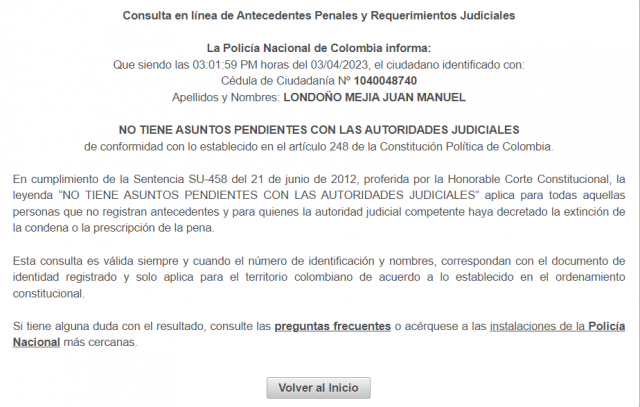 Consulta en línea de Antecedentes Penales y Requerimientos Judiciales
La Policía Nacional de Colombia informa:
Que siendo las 03:01:59 PM horas del 03/04/2023, el ciudadano identificado con:
Cédula de Ciudadanía Nº 1040048740
Apellidos y Nombres: LONDOÑO MEJIA JUAN MANUEL
NO TIENE ASUNTOS PENDIENTES CON LAS AUTORIDADES JUDICIALES
de conformidad con lo establecido en el artículo 248 de la Constitución Política de Colombia.
En cumplimiento de la Sentencia SU-458 del 21 de junio de 2012, proferida por la Honorable Corte Constitucional, la
leyenda “NO TIENE ASUNTOS PENDIENTES CON LAS AUTORIDADES JUDICIALES” aplica para todas aquellas
personas que no registran antecedentes y para quienes la autoridad judicial competente haya decretado la extinción de
la condena o la prescripción de la pena.
Esta consulta es válida siempre y cuando el número de identificación y nombres, correspondan con el documento de
identidad registrado y solo aplica para el territorio colombiano de acuerdo a lo establecido en el ordenamiento
constitucional.
Si tiene alguna duda con el resultado, consulte las preguntas frecuentes o acérquese a las instalaciones de la Policía
Nacional más cercanas.
Volver al Inicio